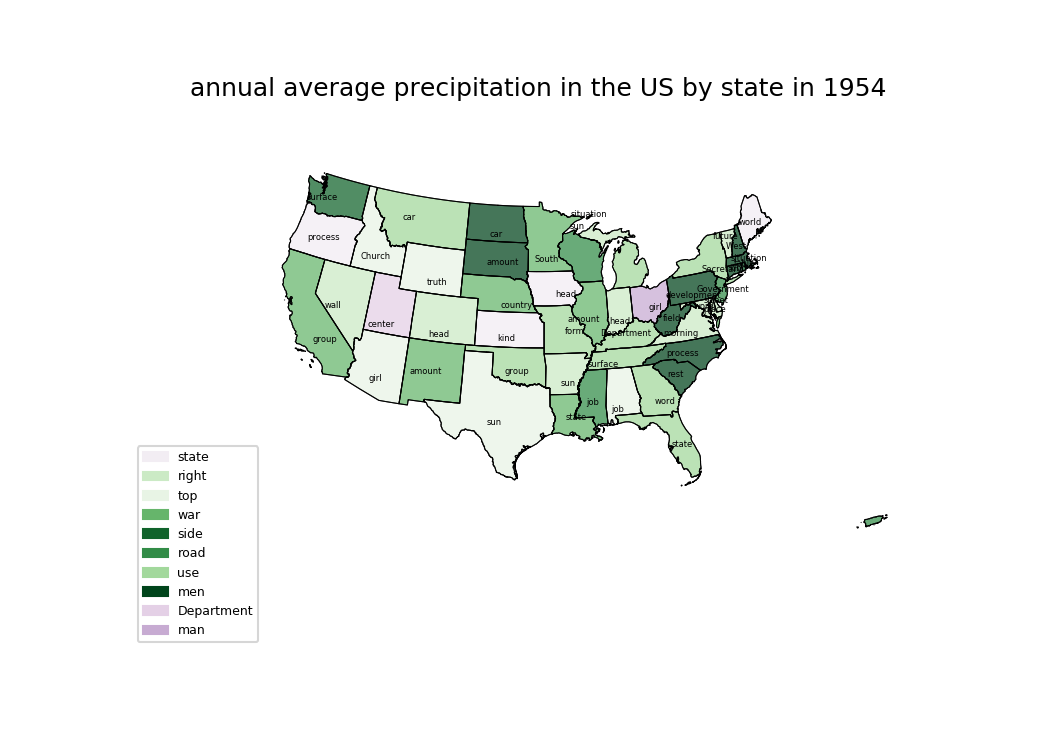 annual average precipitation in the US by state in 1954
surface
process
car
Church
truth
wall
center
group
girl
head
amount
car
amount
country
kind
group
sun
situation
sun
South
head
form
amount
head
Department
surface
sun
state
job
job
word
state
rest
process
morning
field
girl
development
Government
world
future
West
state
right
top
war
side
road
use
men
Department
man